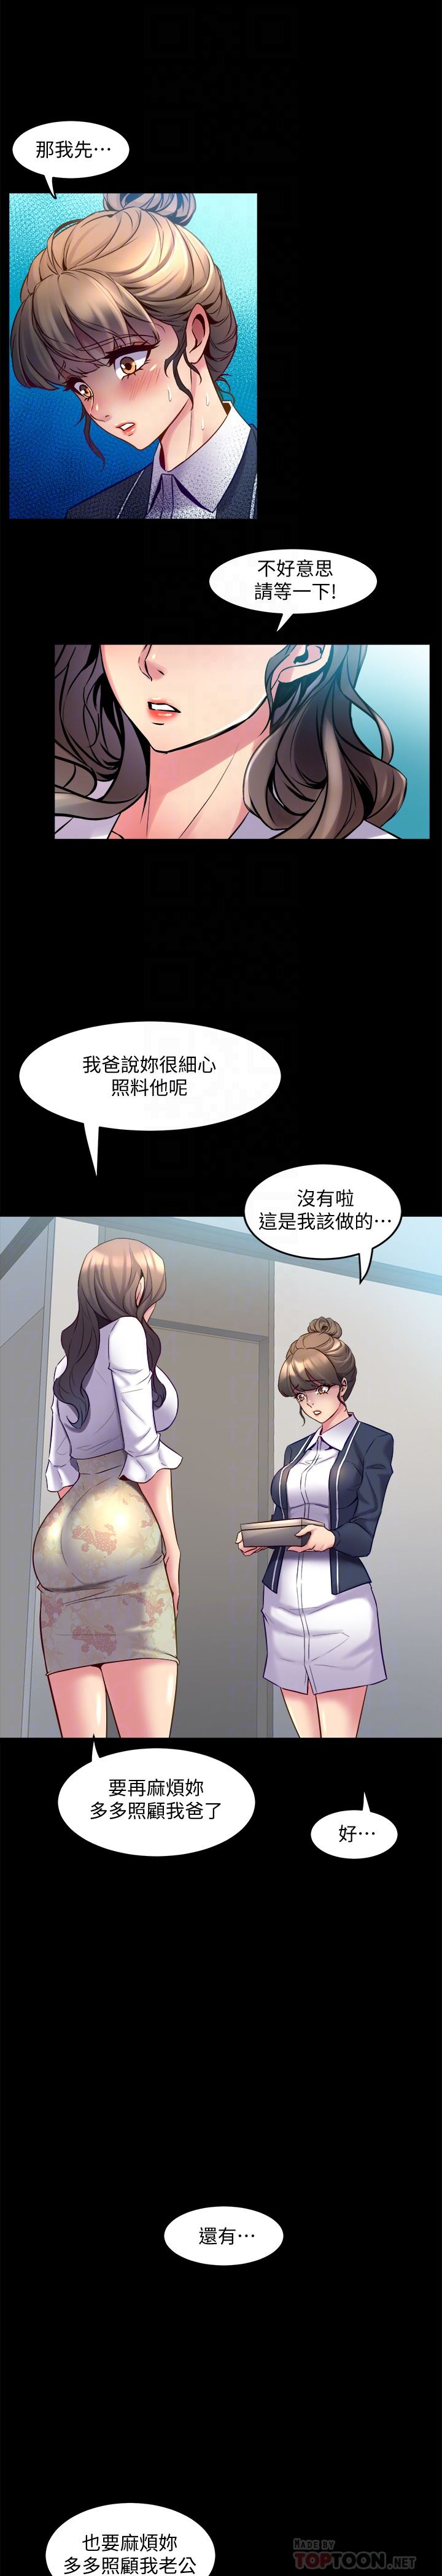 那我先…
不好意思
請等一下!
我爸說妳很細心
照料他呢
沒有啦
這是我該做的…
要再麻煩妳
多多照顧我爸了
好…
還有…
也要麻煩妳
多多照顧我老公
MADE BY
TOPTOON.NET